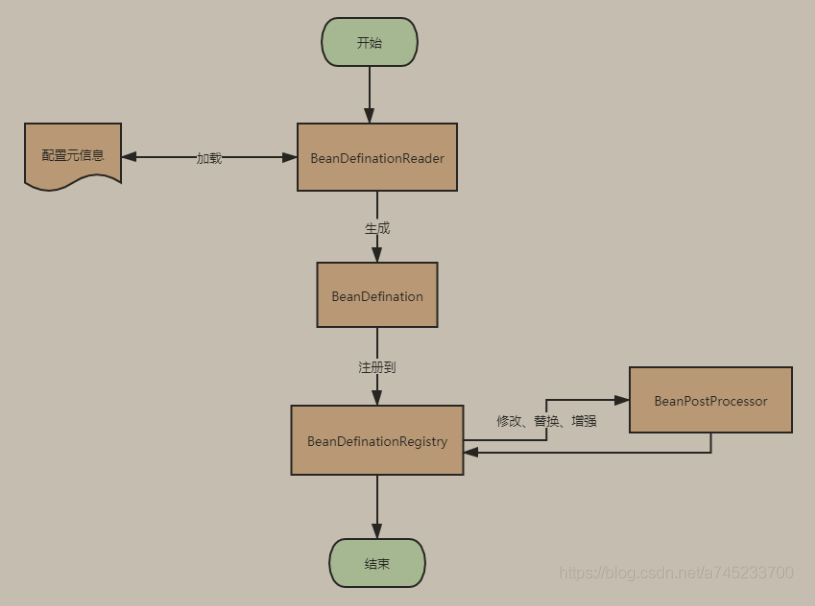 开始
配置元信息
加载
BeanDefinationReader
生成
BeanDefination
注册到
BeanDefinationRegistry
修改、替换、增强
BeanPostProcessor
结束
https://blog.csdn.net/a745233700